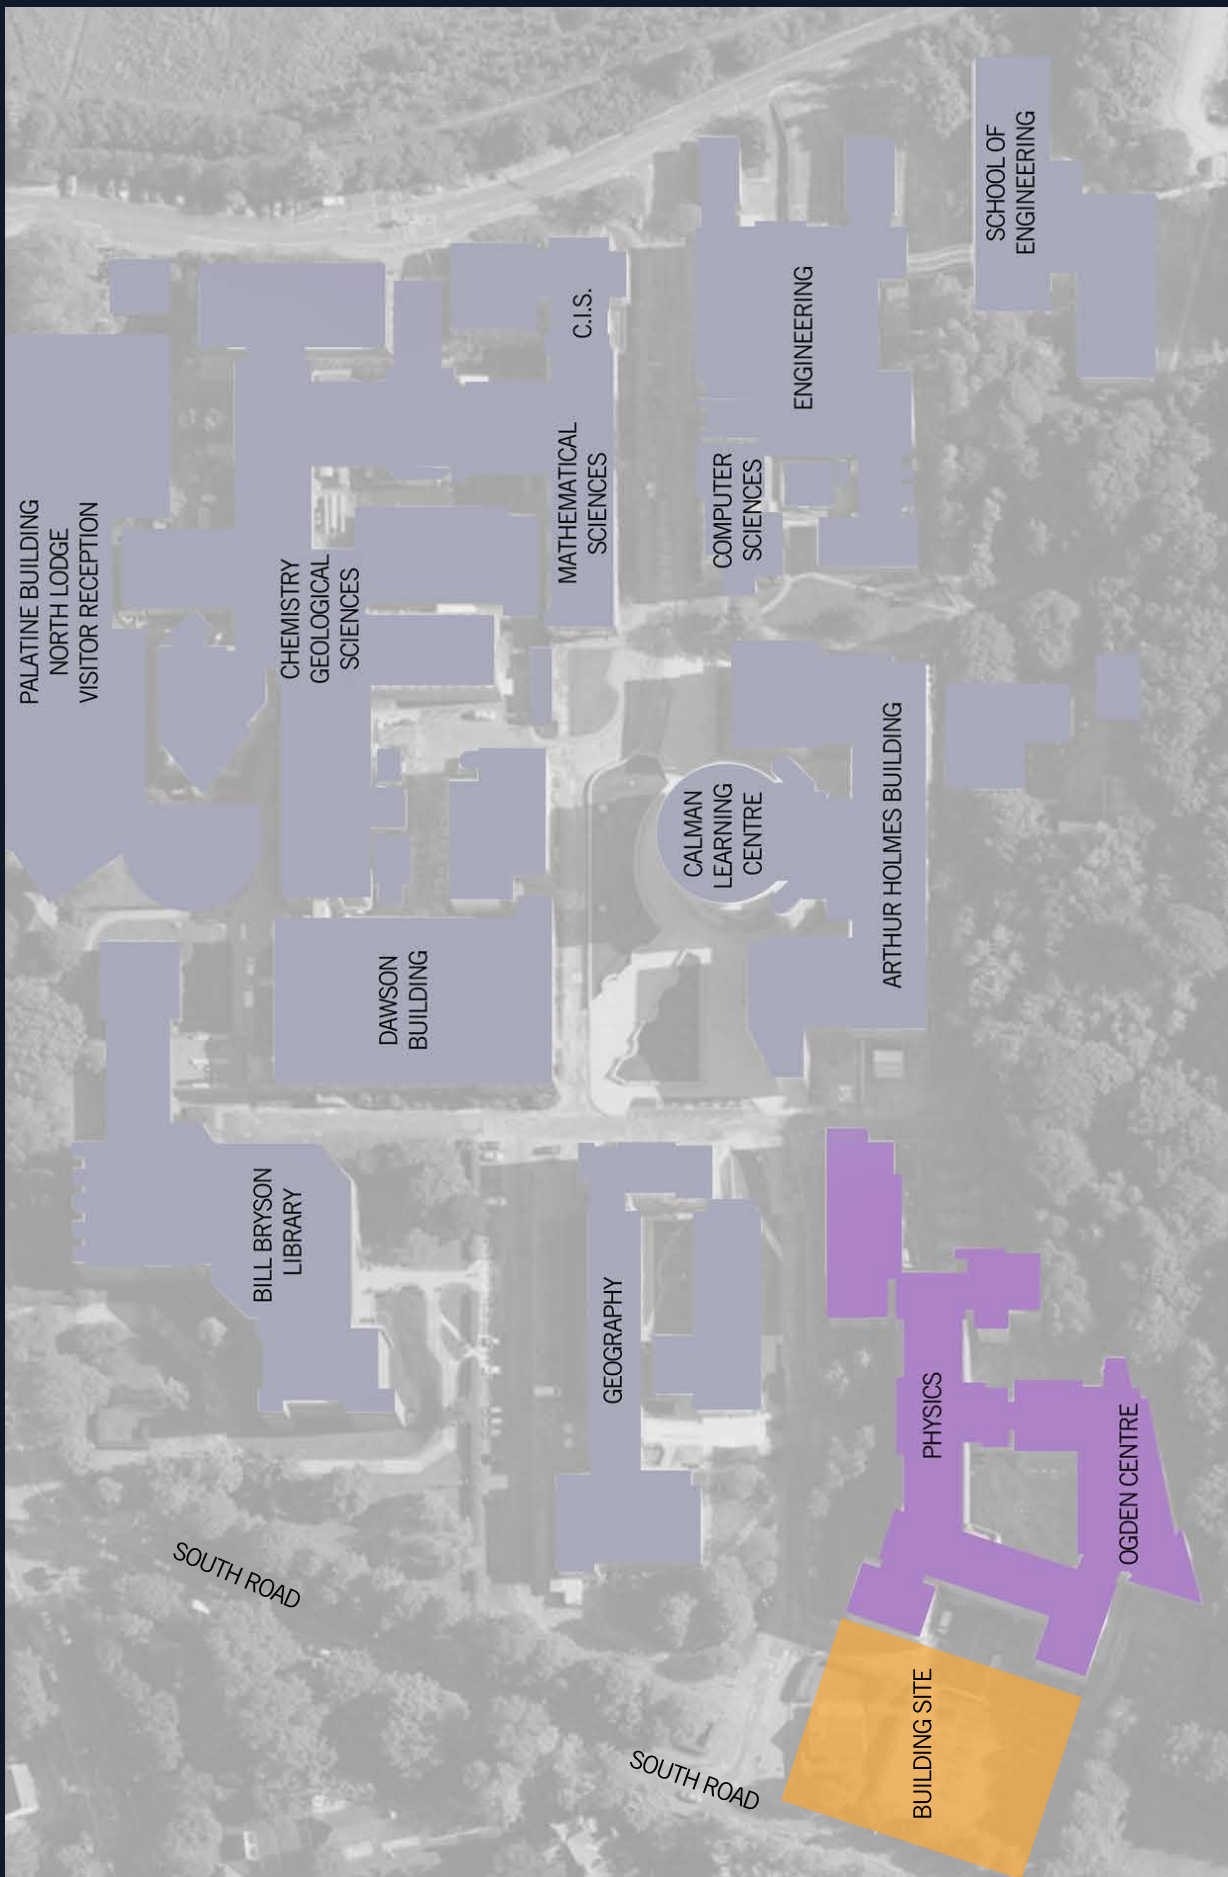 PALATINE BUILDING
NORTH LODGE
VISITOR RECEPTION
CHEMISTRY
GEOLOGICAL
SCIENCES
MATHEMATICAL
SCIENCES
C.I.S.
COMPUTER
SCIENCES
ENGINEERING
SCHOOL OF
ENGINEERING
DAWSON
BUILDING
CALMAN
LEARNING
CENTRE
ARTHUR HOLMES BUILDING
BILL BRYSON
LIBRARY
GEOGRAPHY
PHYSICS
OGDEN CENTRE
SOUTH ROAD
SOUTH ROAD
BUILDING SITE